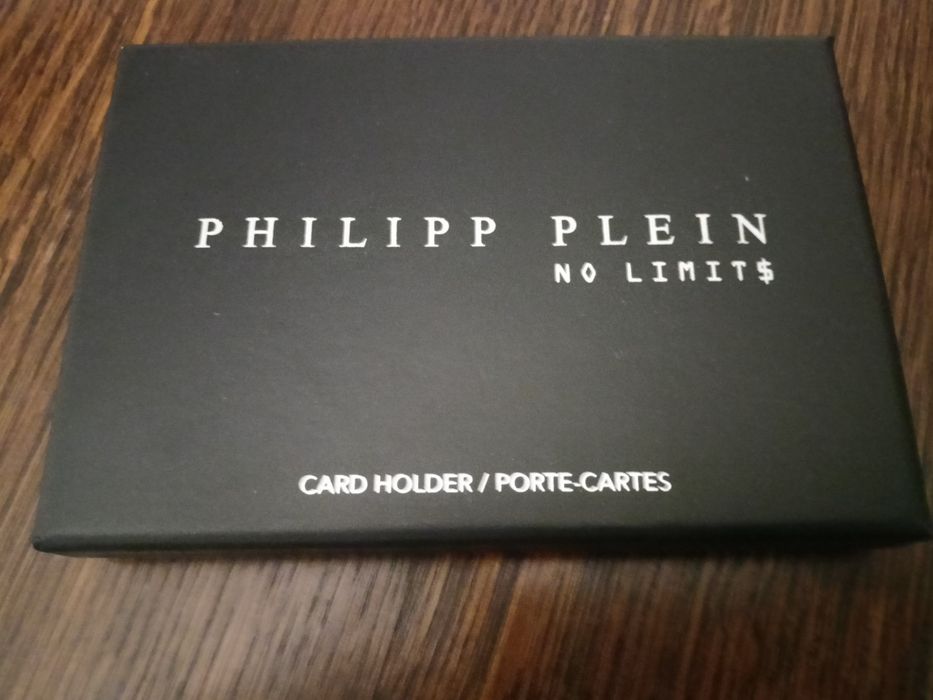 PHILIPP PLEIN
NO LIMIT$
CARD HOLDER / PORTE-CARTES